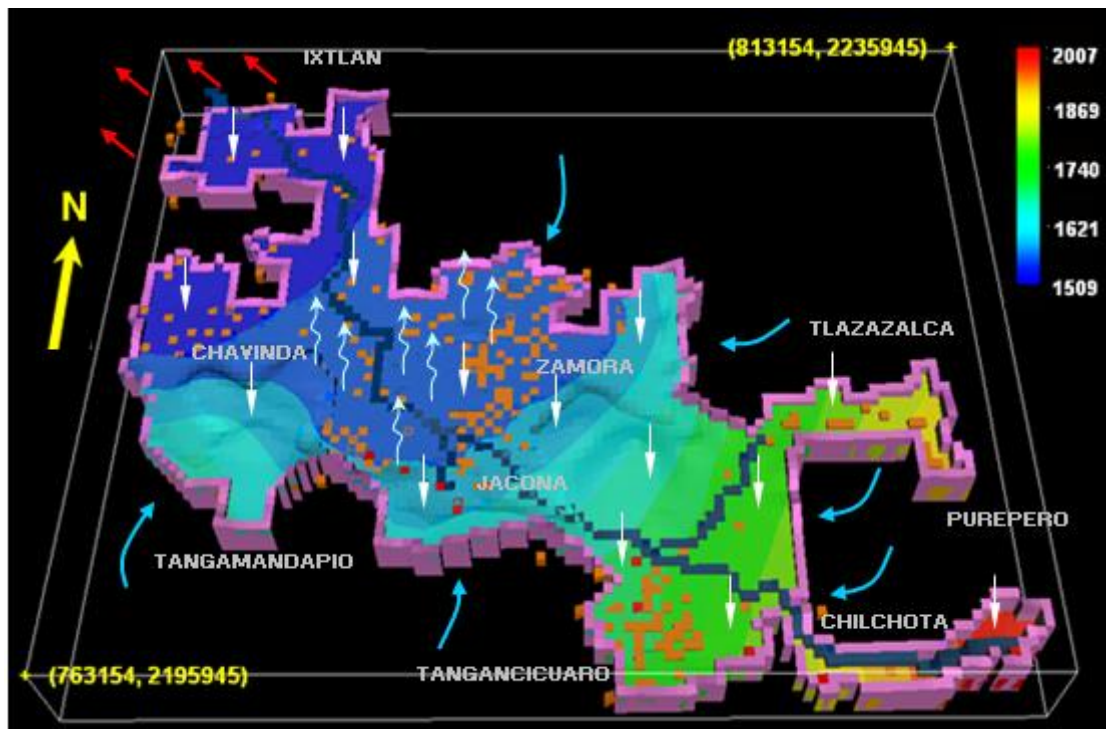 IXTLAN
(813154, 2235945) +
2007
1869
1740
1621
1509
N
CHAVINDA
ZAMORA
TLAZAZALCA
JACONA
PUREPERO
TANGAMANDAPIO
CHILCHOTA
TANGANCICUARO
+ (763154, 2195945)